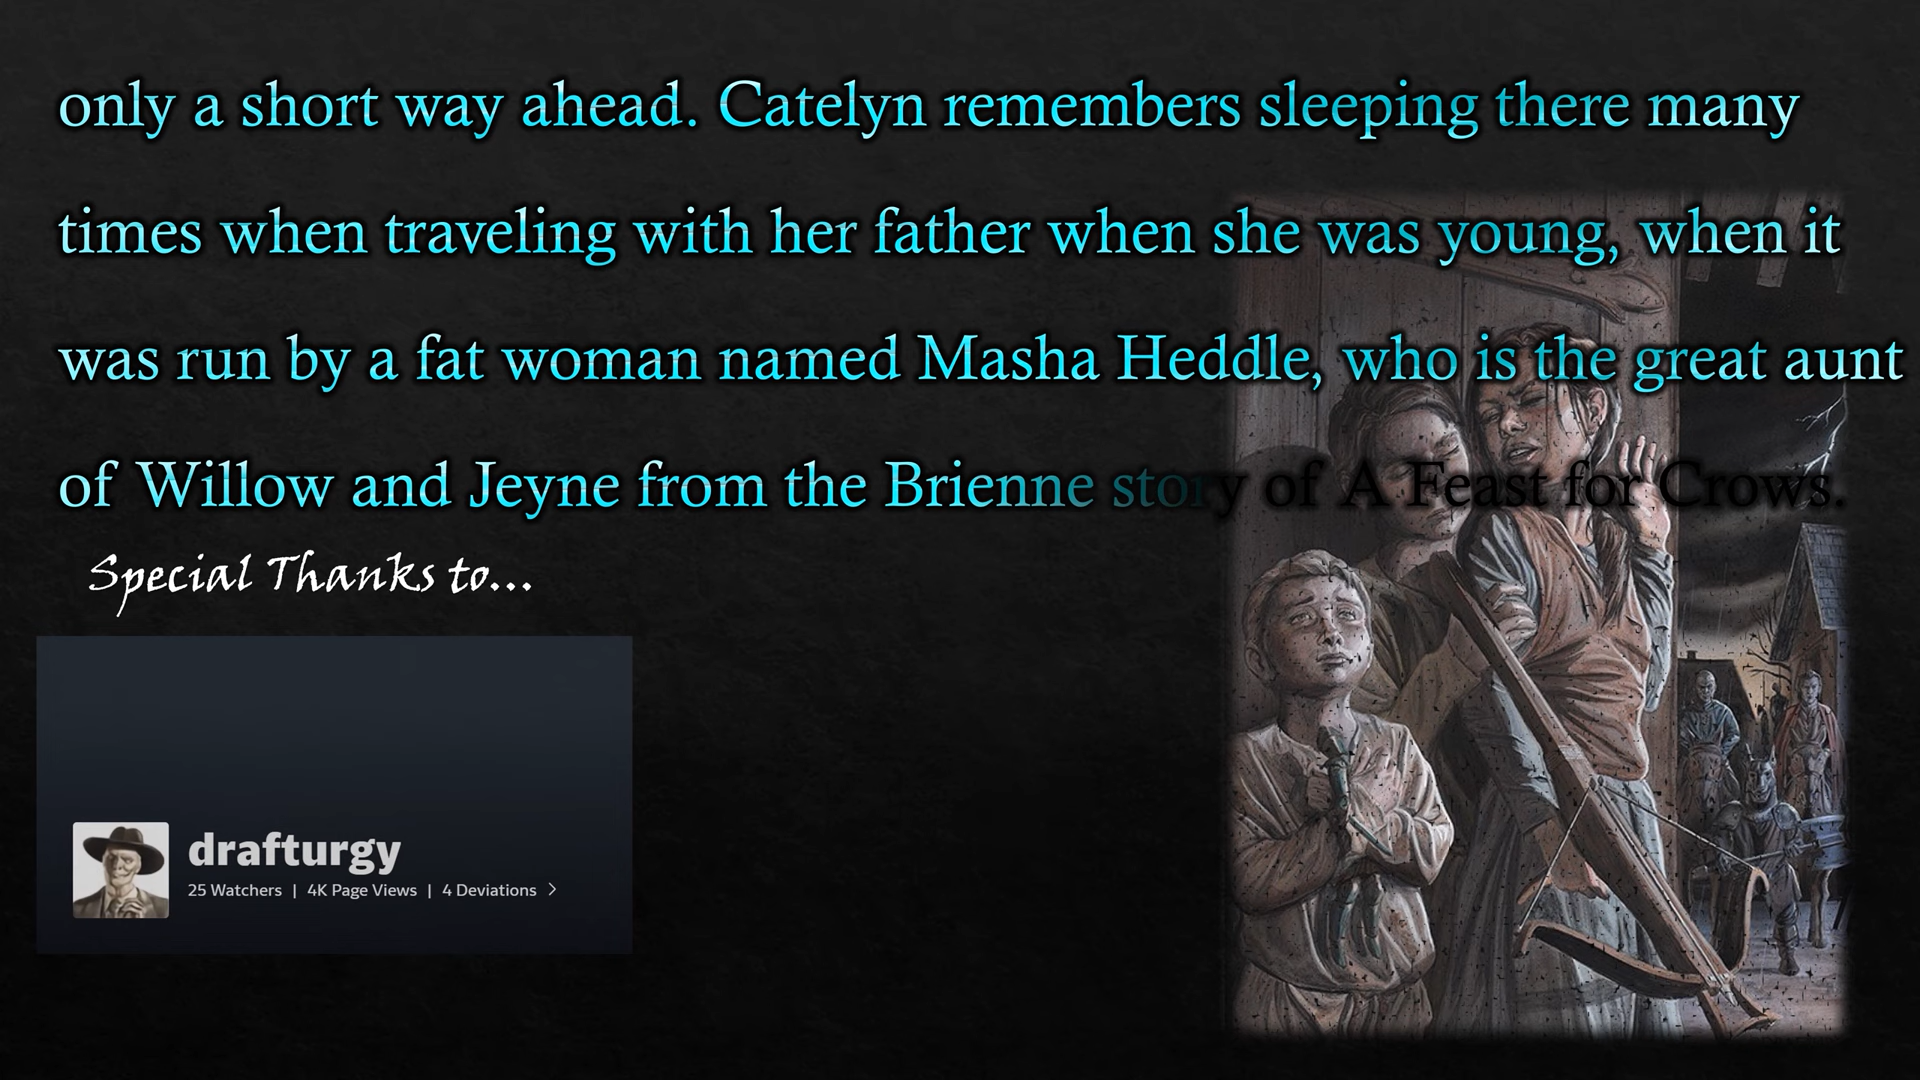 only a short way ahead. Catelyn remembers sleeping there many
times when traveling with her father when she was young, when it
was run by a fat woman named Masha Heddle, who is the great aunt
of Willow and Jeyne from the Brienne story of A Feast for Crows.
Special Thanks to...
drafturgy
25 Watchers | 4K Page Views | 4 Deviations >